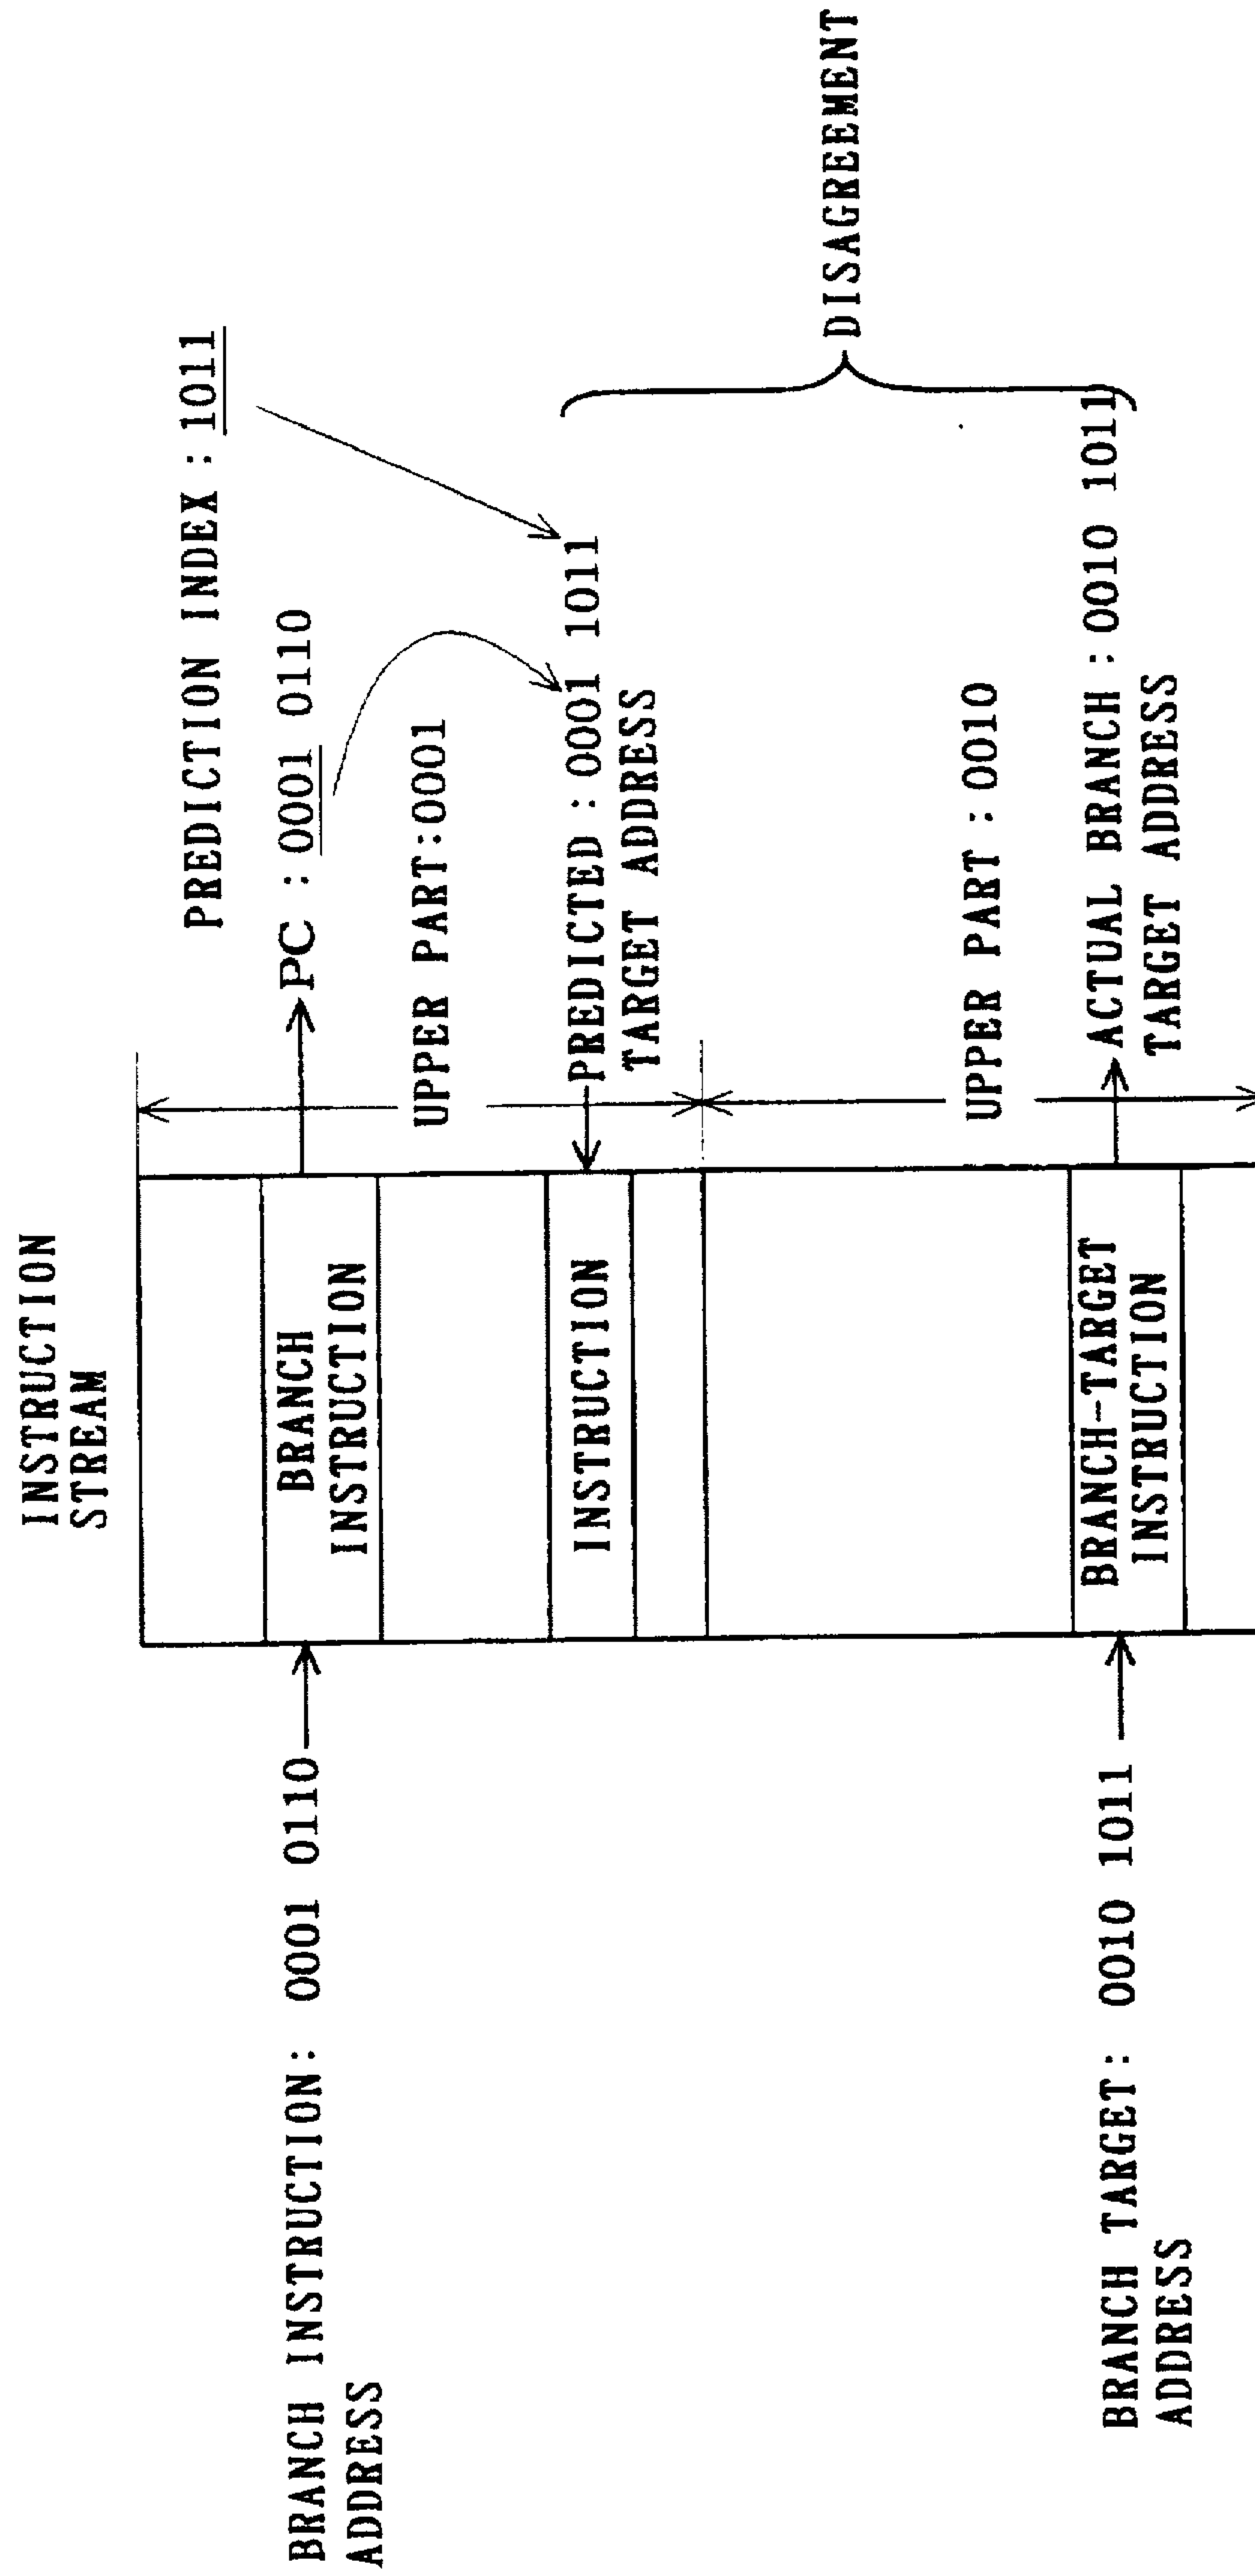 INSTRUCTION
STREAM
PREDICTION INDEX : 1011
BRANCH INSTRUCTION: 0001 0110
ADDRESS
BRANCH
INSTRUCTION
PC : 0001 0110
UPPER PART:0001
INSTRUCTION
PREDICTED : 0001 1011
TARGET ADDRESS
DISAGREEMENT
UPPER PART : 0010
BRANCH TARGET: 0010 1011
ADDRESS
BRANCH-TARGET
INSTRUCTION
ACTUAL BRANCH : 0010 1011
TARGET ADDRESS